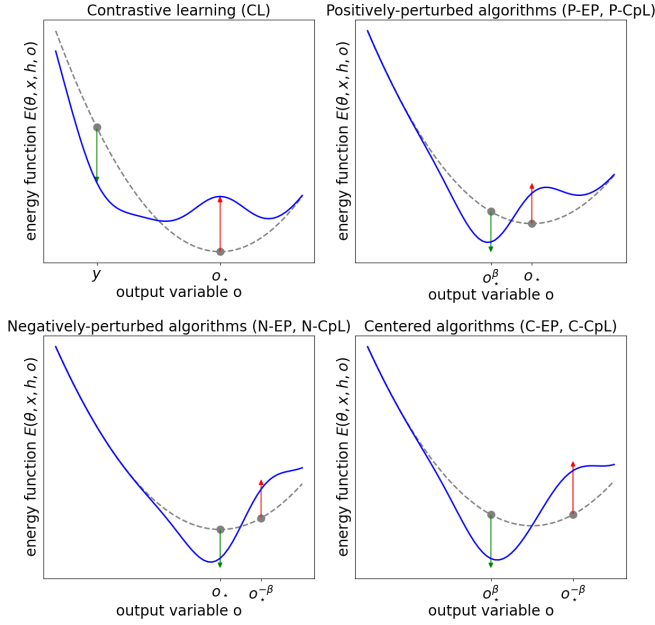 Contrastive learning (CL)
energy function E(θ, x, h, o)
y
o⋆
output variable o
Positively-perturbed algorithms (P-EP, P-CpL)
energy function E(θ, x, h, o)
o⋆^β
o⋆
output variable o
Negatively-perturbed algorithms (N-EP, N-CpL)
energy function E(θ, x, h, o)
o⋆
o⋆^−β
output variable o
Centered algorithms (C-EP, C-CpL)
energy function E(θ, x, h, o)
o⋆^β
o⋆^−β
output variable o